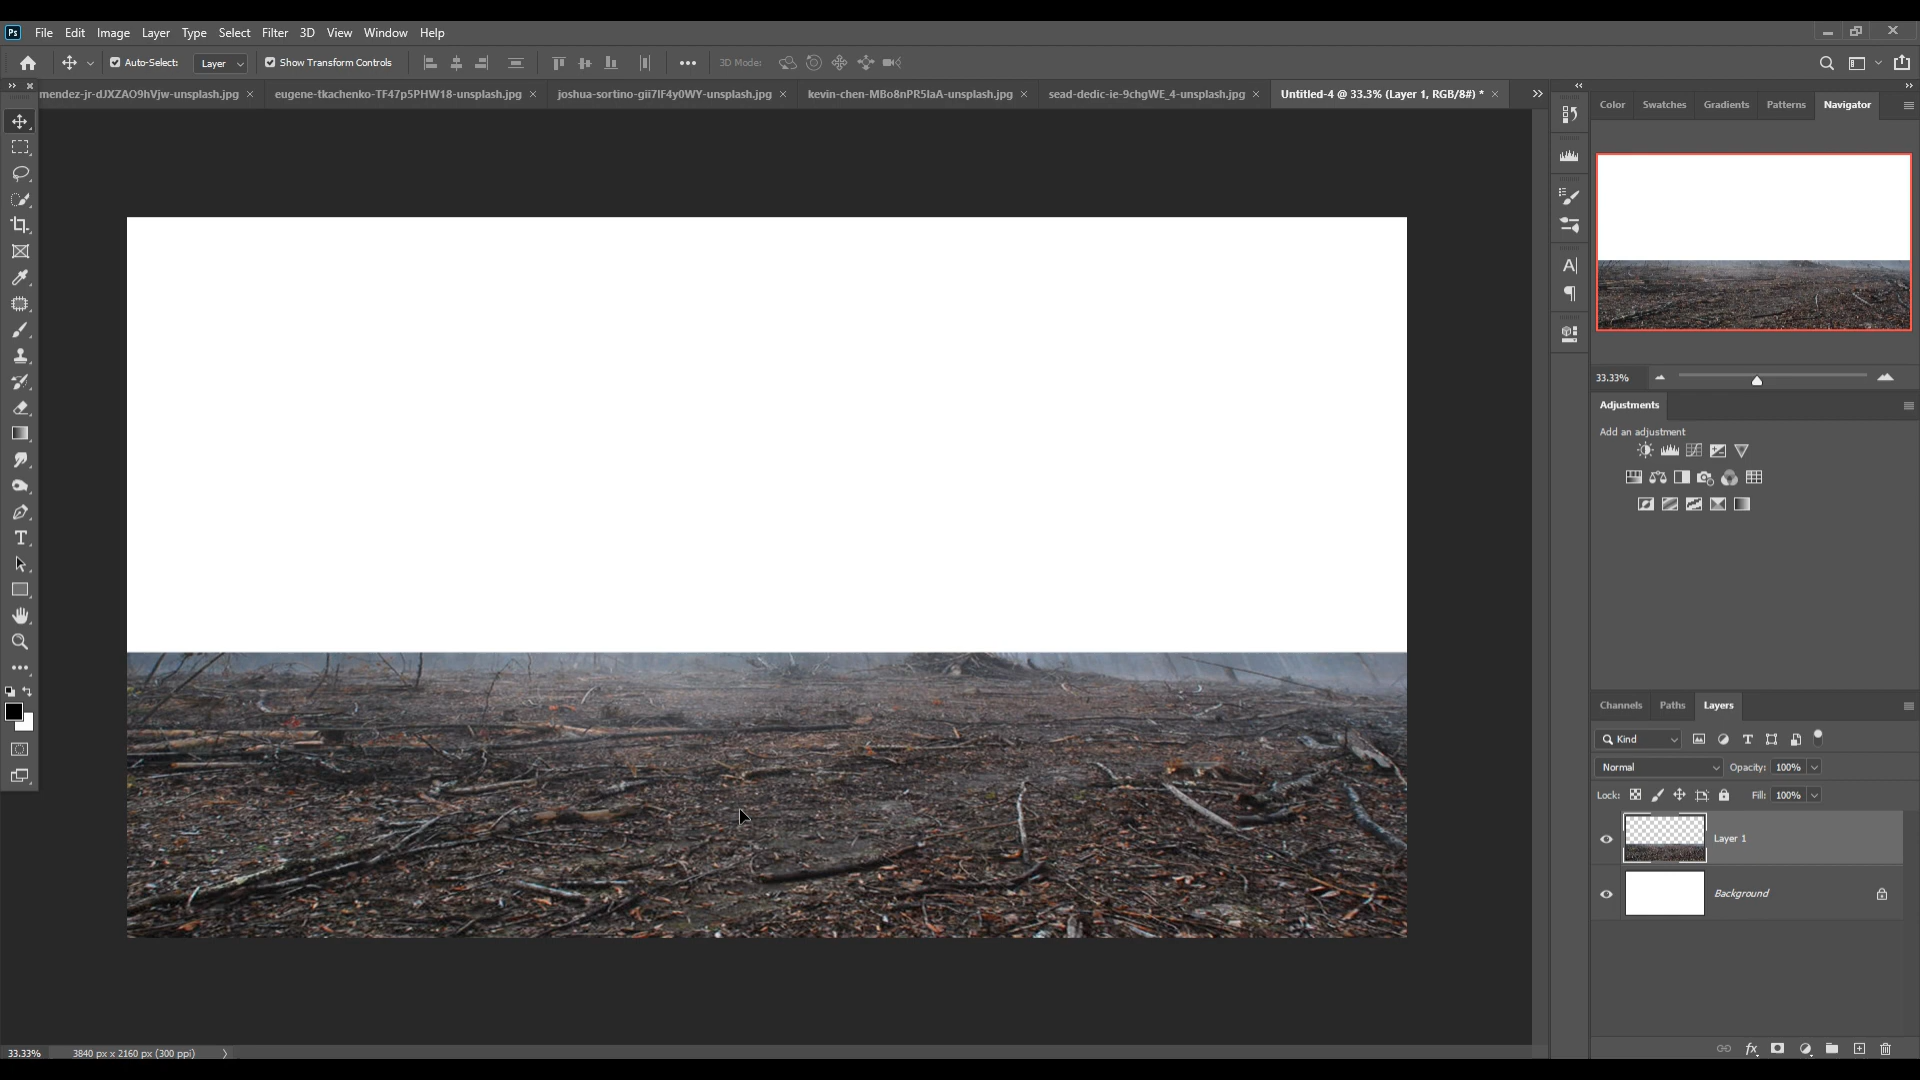 Ps File Edit Image Layer Type Select Filter 3D View Window Help
Auto-Select: Layer Show Transform Controls 3D Mode:
mendez-jr-dJXZAO9hVjw-unsplash.jpg × eugene-tkachenko-TF47p5PHW18-unsplash.jpg × joshua-sortino-gii7lF4y0WY-unsplash.jpg × kevin-chen-MBo8nPR5IaA-unsplash.jpg × sead-dedic-ie-9chgWE_4-unsplash.jpg × Untitled-4 @ 33.3% (Layer 1, RGB/8#) * ×
Color Swatches Gradients Patterns Navigator
33.33%
Adjustments
Add an adjustment
Channels Paths Layers
Kind
Normal Opacity: 100%
Lock: Fill: 100%
Layer 1
Background
33.33% 3840 px x 2160 px (300 ppi)